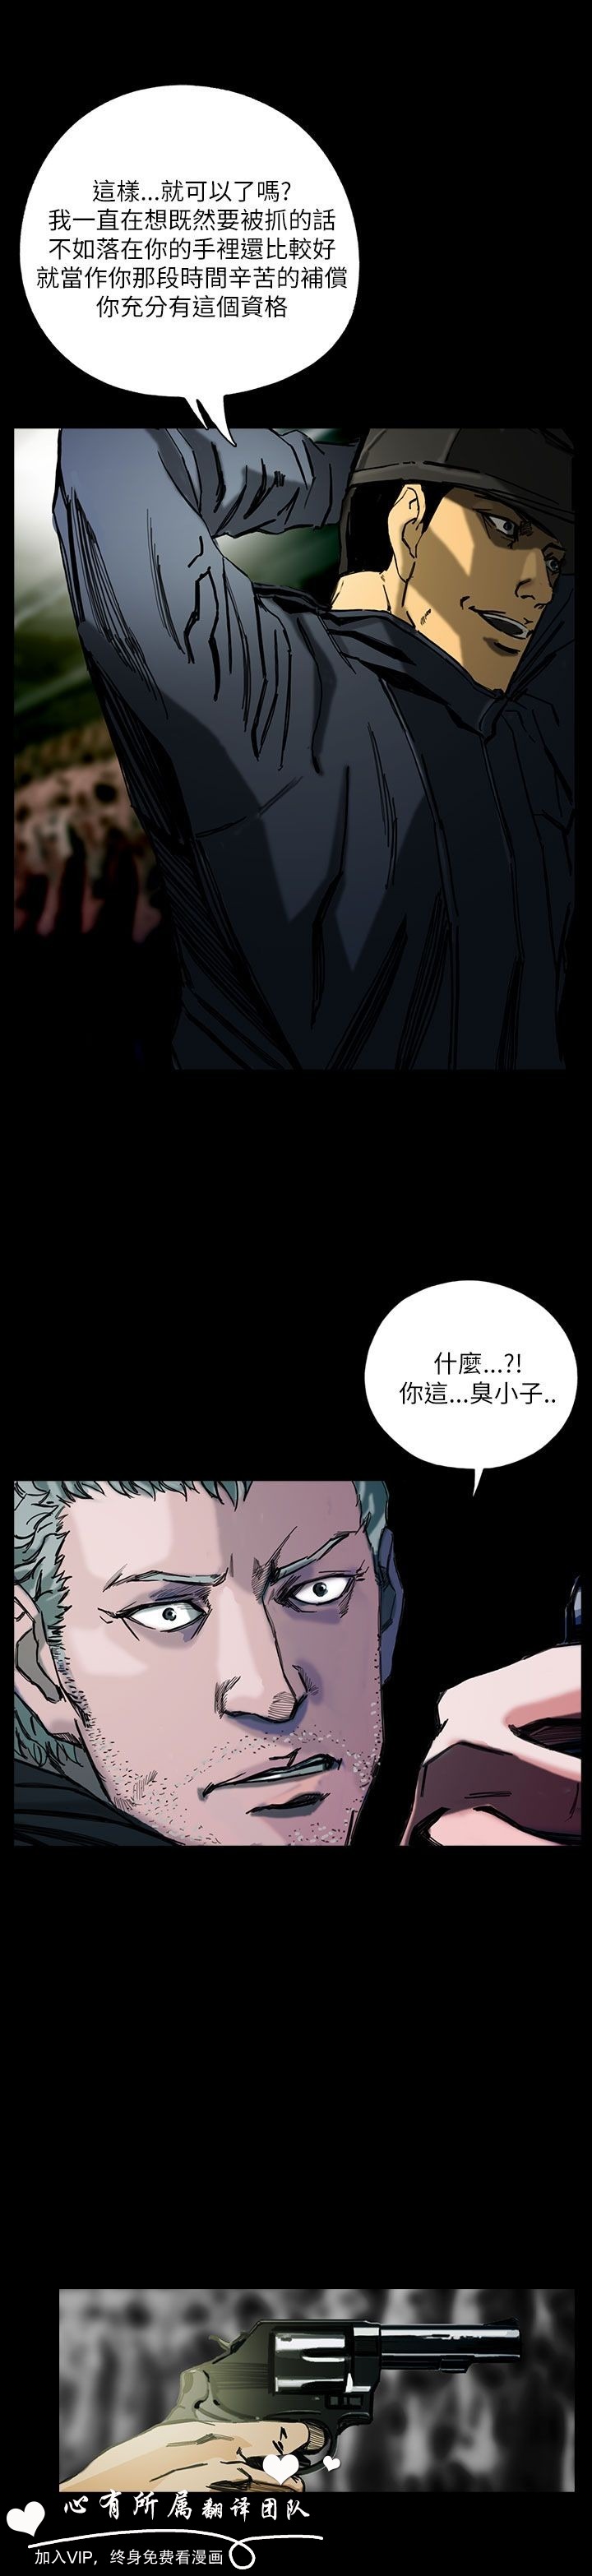 這樣...就可以了嗎?
我一直在想既然要被抓的話
不如落在你的手裡還比較好
就當作你那段時間辛苦的補償
你充分有這個資格
什麼...?!
你這...臭小子..
心有所属翻译团队
加入VIP，终身免费看漫画